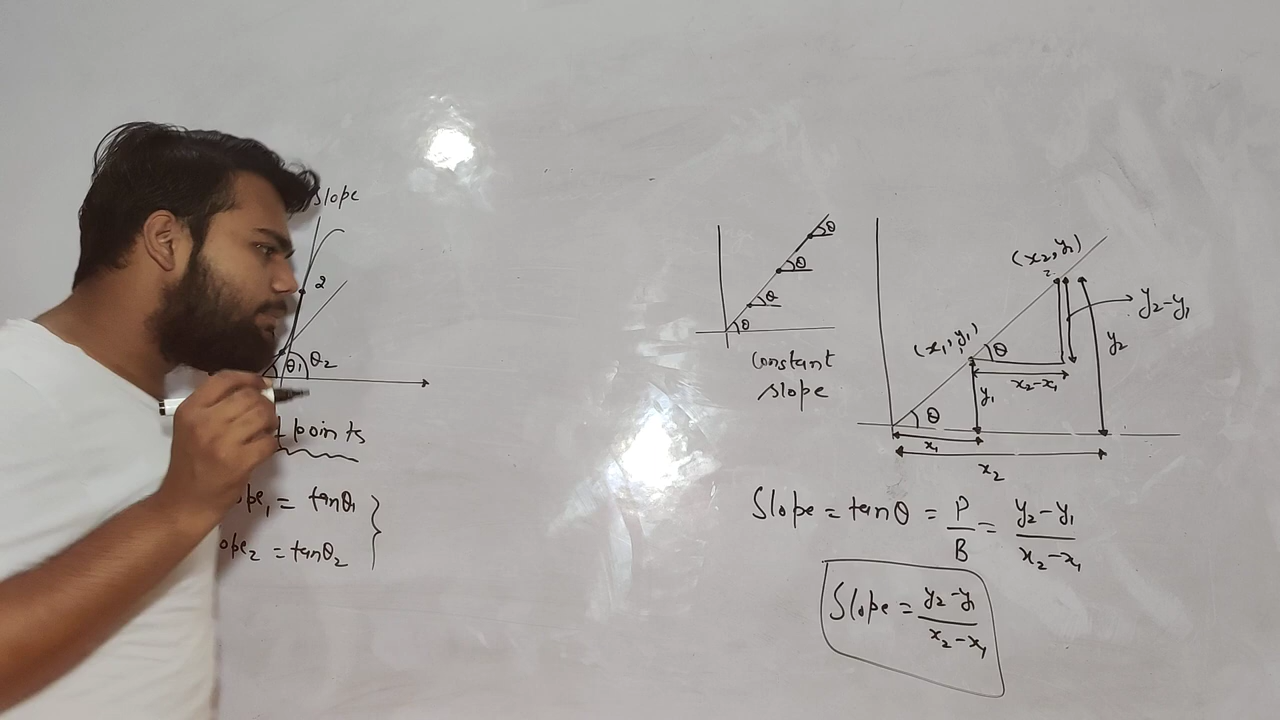 slope
2
θ1 θ2
points
= tanθ1
= tanθ2
θ
θ
θ
θ
constant
slope
(x2, y2)
y2-y1
(x1, y1)
θ
y2
x2-x1
y1
θ
x1
x2
Slope = tanθ = P/B = y2-y1/x2-x1
Slope = y2-y1/x2-x1